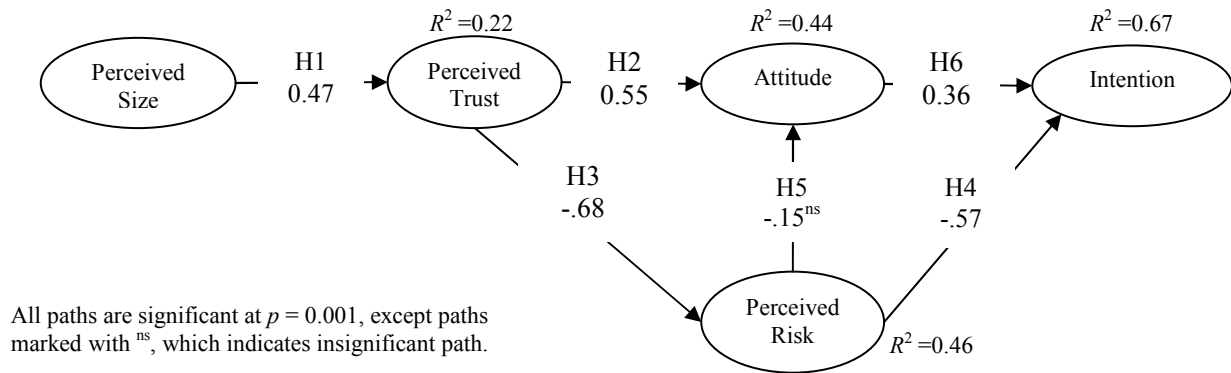 R² =0.22
R² =0.44
R² =0.67
Perceived
Size
H1
0.47
Perceived
Trust
H2
0.55
Attitude
H6
0.36
Intention
H3
-.68
H5
-.15ⁿˢ
H4
-.57
Perceived
Risk
R² =0.46
All paths are significant at p = 0.001, except paths
marked with ⁿˢ, which indicates insignificant path.